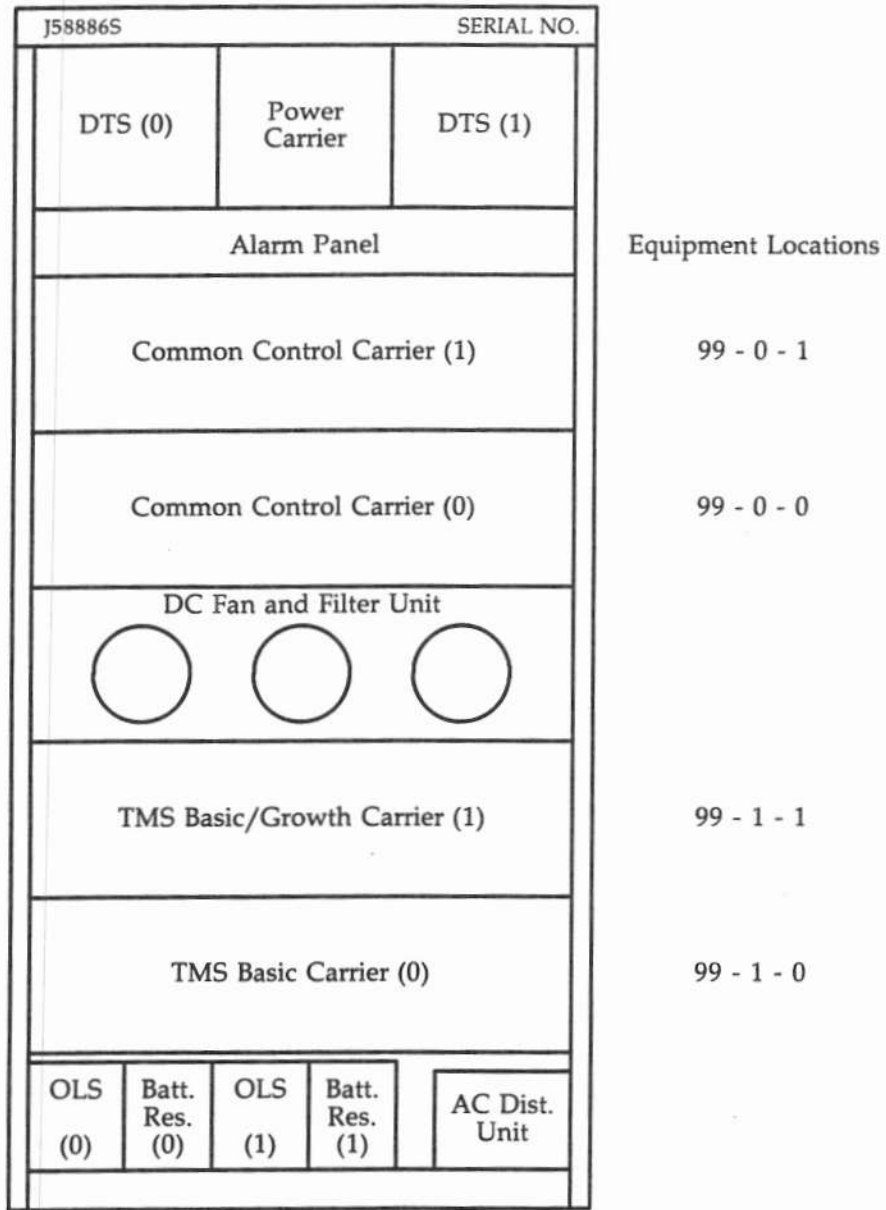 J58886S SERIAL NO.
DTS (0)
Power
Carrier
DTS (1)
Alarm Panel
Equipment Locations
Common Control Carrier (1)
99 - 0 - 1
Common Control Carrier (0)
99 - 0 - 0
DC Fan and Filter Unit
TMS Basic/Growth Carrier (1)
99 - 1 - 1
TMS Basic Carrier (0)
99 - 1 - 0
OLS
(0)
Batt.
Res.
(0)
OLS
(1)
Batt.
Res.
(1)
AC Dist.
Unit